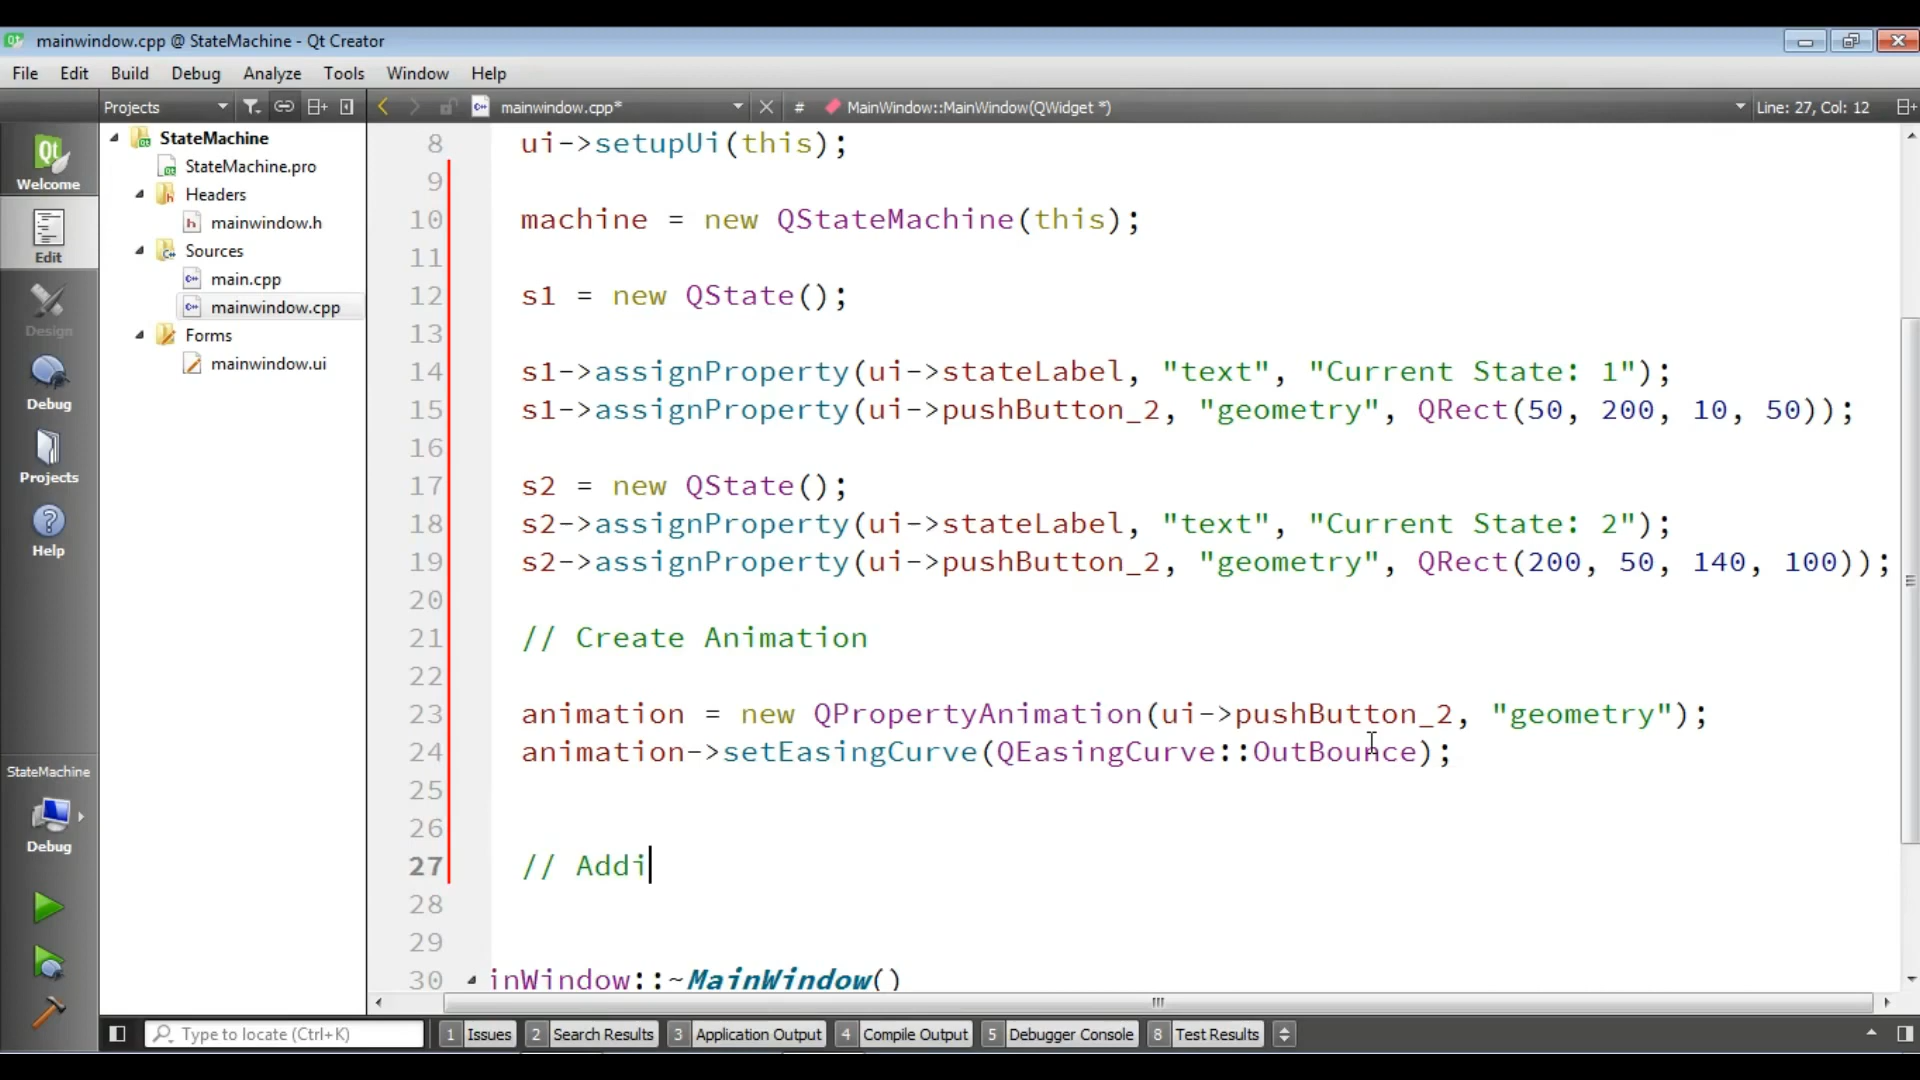 mainwindow.cpp @ StateMachine - Qt Creator
File Edit Build Debug Analyze Tools Window Help
Projects mainwindow.cpp* # MainWindow::MainWindow(QWidget *) Line: 27, Col: 12
Welcome
Edit
Design
Debug
Projects
Help
StateMachine
Debug
StateMachine
StateMachine.pro
Headers
mainwindow.h
Sources
main.cpp
mainwindow.cpp
Forms
mainwindow.ui
8 ui->setupUi(this);
9
10 machine = new QStateMachine(this);
11
12 s1 = new QState();
13
14 s1->assignProperty(ui->stateLabel, "text", "Current State: 1");
15 s1->assignProperty(ui->pushButton_2, "geometry", QRect(50, 200, 10, 50));
16
17 s2 = new QState();
18 s2->assignProperty(ui->stateLabel, "text", "Current State: 2");
19 s2->assignProperty(ui->pushButton_2, "geometry", QRect(200, 50, 140, 100));
20
21 // Create Animation
22
23 animation = new QPropertyAnimation(ui->pushButton_2, "geometry");
24 animation->setEasingCurve(QEasingCurve::OutBounce);
25
26
27 // Addi
28
29
30 inWindow::~MainWindow()
Type to locate (Ctrl+K) 1 Issues 2 Search Results 3 Application Output 4 Compile Output 5 Debugger Console 8 Test Results